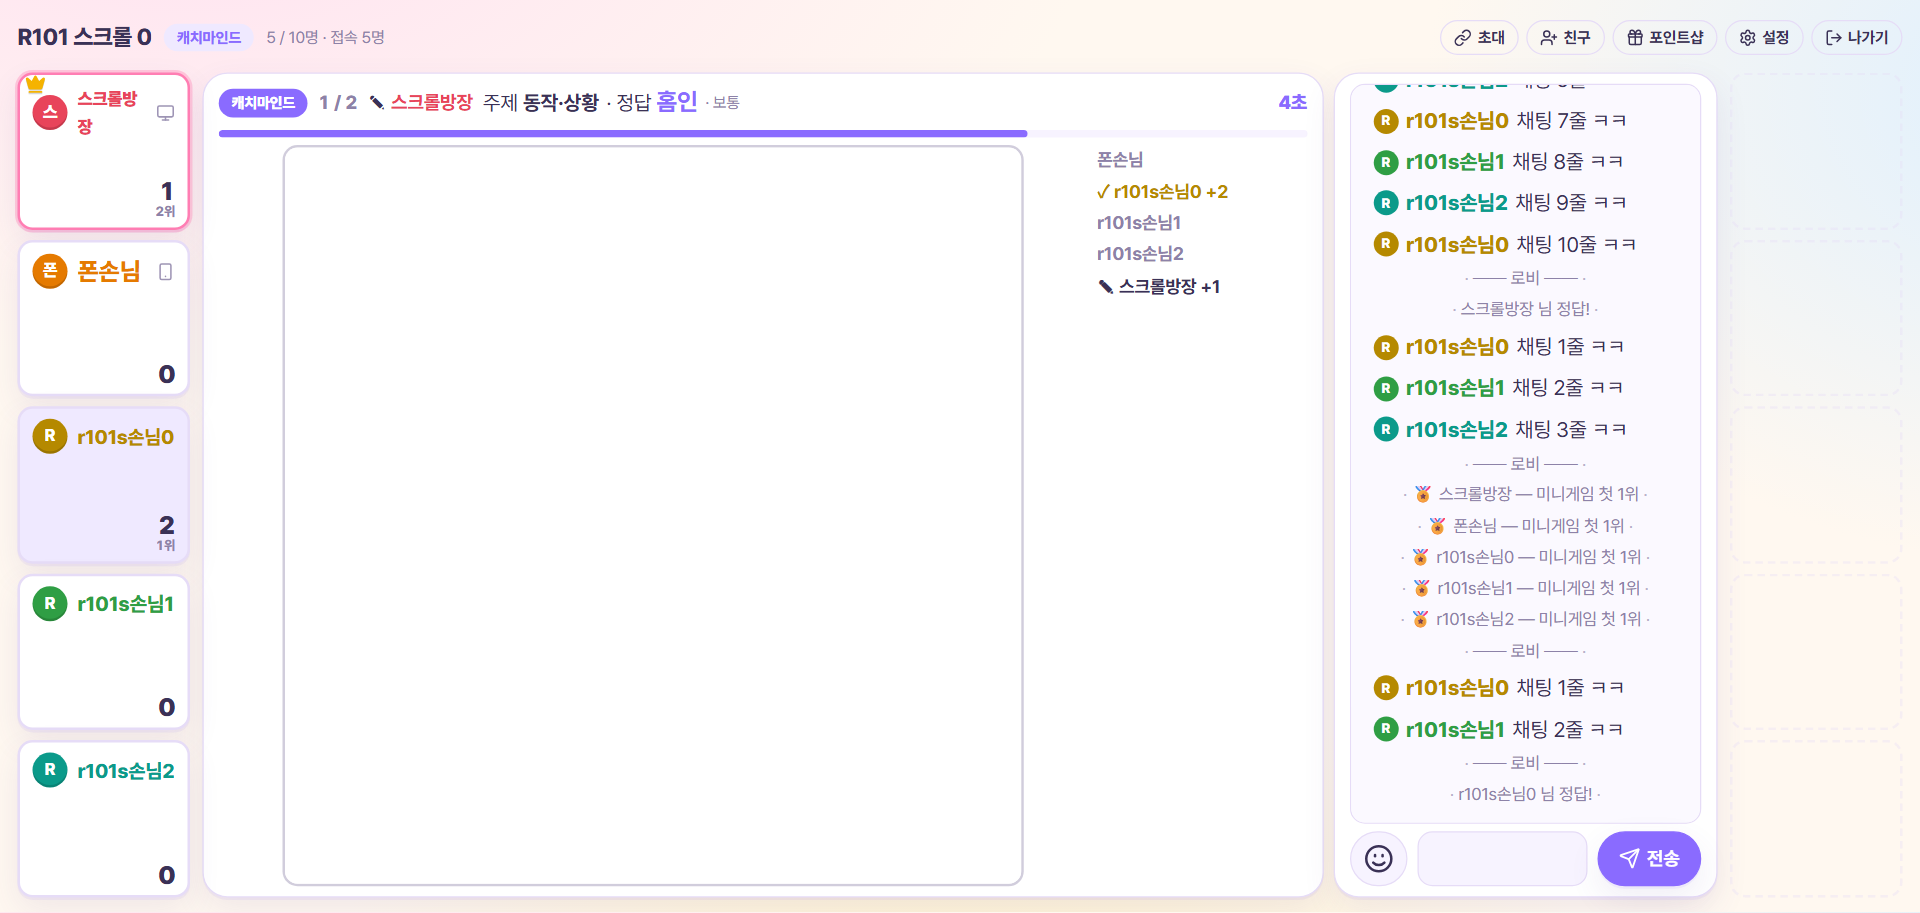 R101 스크롤 0 캐치마인드 5 / 10명 · 접속 5명
초대 친구 포인트샵 설정 나가기
스 스크롤방장
1
2위
폰 폰손님
0
R r101s손님0
2
1위
R r101s손님1
0
R r101s손님2
0
캐치마인드 1 / 2 스크롤방장 주제 동작·상황 · 정답 홈인 · 보통 4초
폰손님
✓ r101s손님0 +2
r101s손님1
r101s손님2
스크롤방장 +1
R r101s손님0 채팅 7줄 ㅋㅋ
R r101s손님1 채팅 8줄 ㅋㅋ
R r101s손님2 채팅 9줄 ㅋㅋ
R r101s손님0 채팅 10줄 ㅋㅋ
· —— 로비 —— ·
· 스크롤방장 님 정답! ·
R r101s손님0 채팅 1줄 ㅋㅋ
R r101s손님1 채팅 2줄 ㅋㅋ
R r101s손님2 채팅 3줄 ㅋㅋ
· —— 로비 —— ·
· 🏅 스크롤방장 — 미니게임 첫 1위 ·
· 🏅 폰손님 — 미니게임 첫 1위 ·
· 🏅 r101s손님0 — 미니게임 첫 1위 ·
· 🏅 r101s손님1 — 미니게임 첫 1위 ·
· 🏅 r101s손님2 — 미니게임 첫 1위 ·
· —— 로비 —— ·
R r101s손님0 채팅 1줄 ㅋㅋ
R r101s손님1 채팅 2줄 ㅋㅋ
· —— 로비 —— ·
· r101s손님0 님 정답! ·
전송